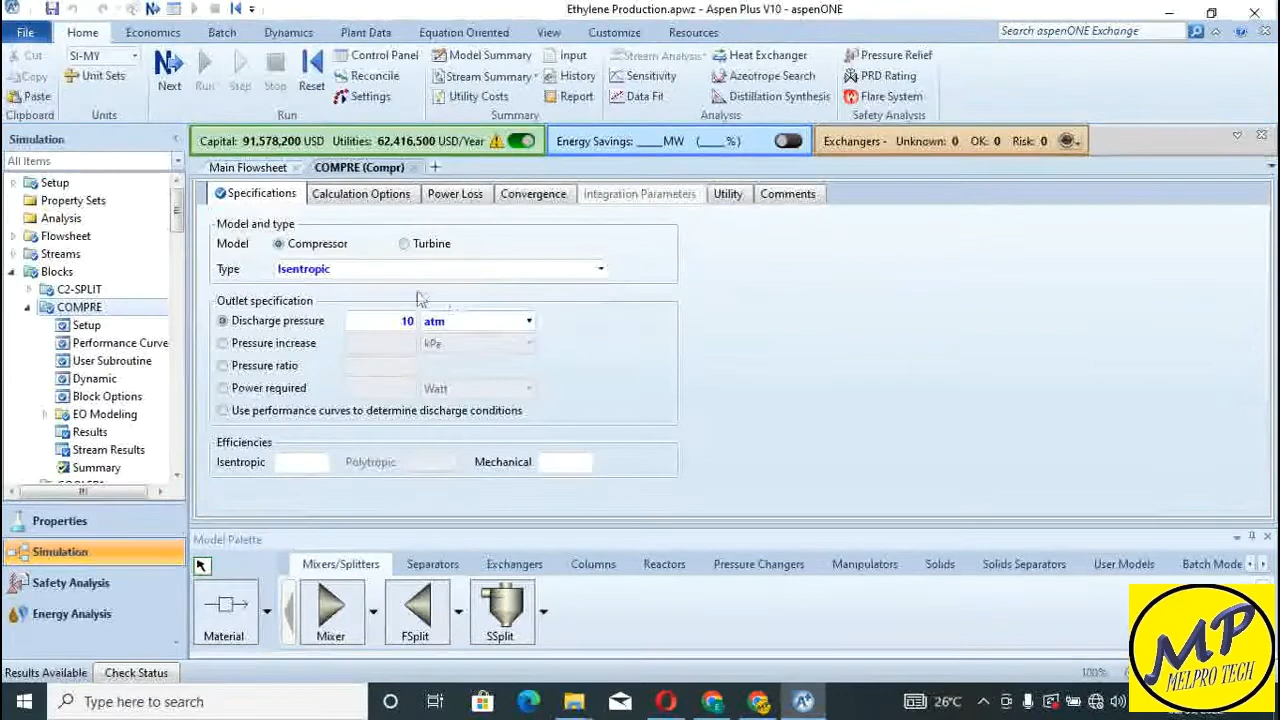 Ethylene Production.apwz - Aspen Plus V10 - aspenONE
File Home Economics Batch Dynamics Plant Data Equation Oriented View Customize Resources Search aspenONE Exchange
Cut SI-MY Control Panel Model Summary Input Stream Analysis Heat Exchanger Pressure Relief
Copy Unit Sets Next Run Step Stop Reset Reconcile Stream Summary History Sensitivity Azeotrope Search PRD Rating
Paste Settings Utility Costs Report Data Fit Distillation Synthesis Flare System
Clipboard Units Run Summary Analysis Safety Analysis
Simulation
Capital: 91,578,200 USD Utilities: 62,416,500 USD/Year
Energy Savings: ____ MW (____ %)
Exchangers - Unknown: 0 OK: 0 Risk: 0
All Items
Main Flowsheet COMPRE (Compr) +
Setup
Property Sets
Analysis
Flowsheet
Streams
Blocks
C2-SPLIT
COMPRE
Setup
Performance Curve
User Subroutine
Dynamic
Block Options
EO Modeling
Results
Stream Results
Summary
Specifications Calculation Options Power Loss Convergence Integration Parameters Utility Comments
Model and type
Model Compressor Turbine
Type Isentropic
Outlet specification
Discharge pressure 10 atm
Pressure increase kPa
Pressure ratio
Power required Watt
Use performance curves to determine discharge conditions
Efficiencies
Isentropic Polytropic Mechanical
Properties
Simulation
Safety Analysis
Energy Analysis
Model Palette
Mixers/Splitters Separators Exchangers Columns Reactors Pressure Changers Manipulators Solids Solids Separators User Models Batch Mode
Material Mixer FSplit SSplit
Results Available Check Status 100%
Type here to search
26°C
MP
MELPRO TECH